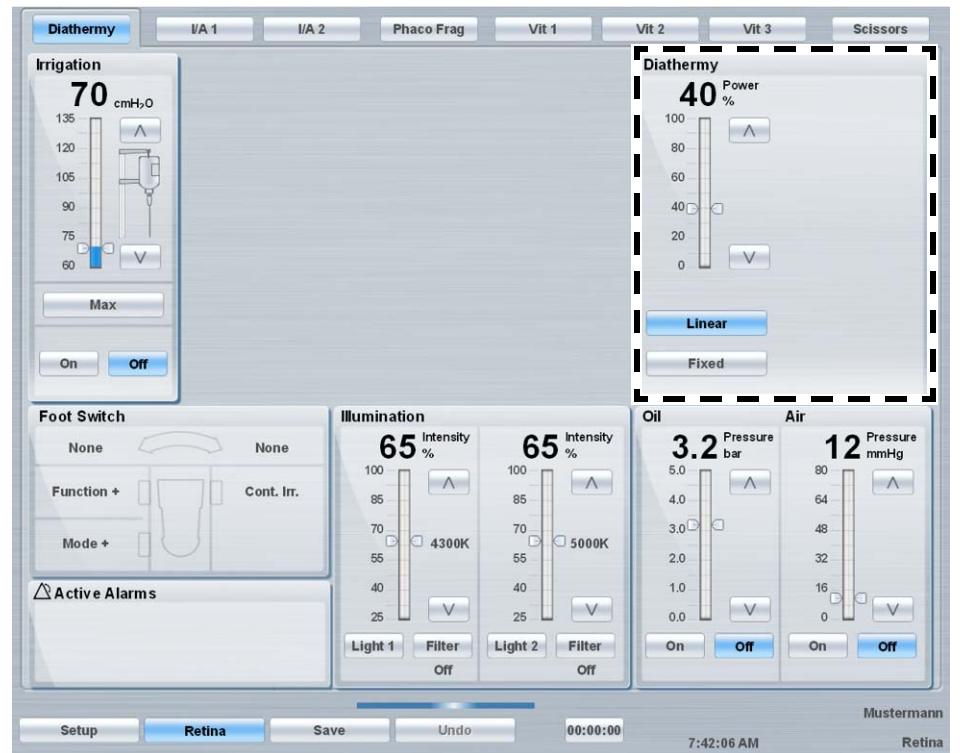 Diathermy I/A 1 I/A 2 Phaco Frag Vit 1 Vit 2 Vit 3 Scissors
Irrigation
70 cmH₂O
135
120
105
90
75
60
Max
On Off
Diathermy
40 Power %
100
80
60
40
20
0
Linear
Fixed
Foot Switch
None None
Function + Cont. Irr.
Mode +
Active Alarms
Illumination
65 Intensity %
100
85
70
4300K
55
40
25
Light 1 Filter
Off
65 Intensity %
100
85
70
5000K
55
40
25
Light 2 Filter
Off
Oil
3.2 Pressure bar
5.0
4.0
3.0
2.0
1.0
0.0
On Off
Air
12 Pressure mmHg
80
64
48
32
16
0
On Off
Setup Retina Save Undo 00:00:00
Mustermann
7:42:06 AM Retina